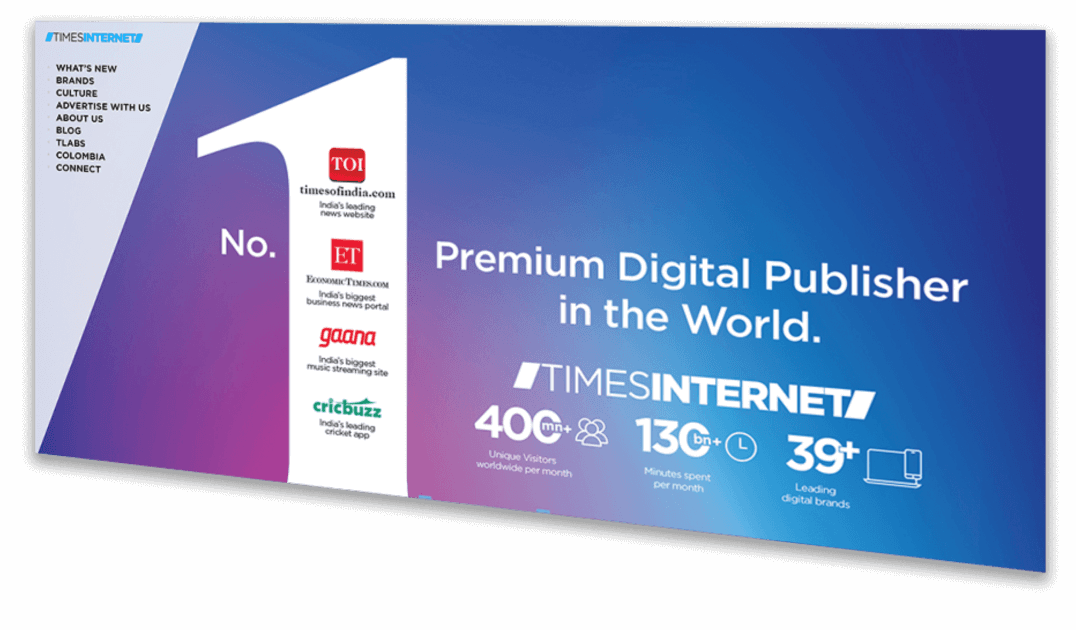 TIMESINTERNET
WHAT'S NEW
BRANDS
CULTURE
ADVERTISE WITH US
ABOUT US
BLOG
TLABS
COLOMBIA
CONNECT
No.
1
TOI
timesofindia.com
India's leading
news website
ET
ECONOMICTIMES.COM
India's biggest
business news portal
gaana
India's biggest
music streaming site
cricbuzz
India's leading
cricket app
Premium Digital Publisher
in the World.
TIMESINTERNET
400mn+
Unique Visitors
worldwide per month
130bn+
Minutes spent
per month
39+
Leading
digital brands